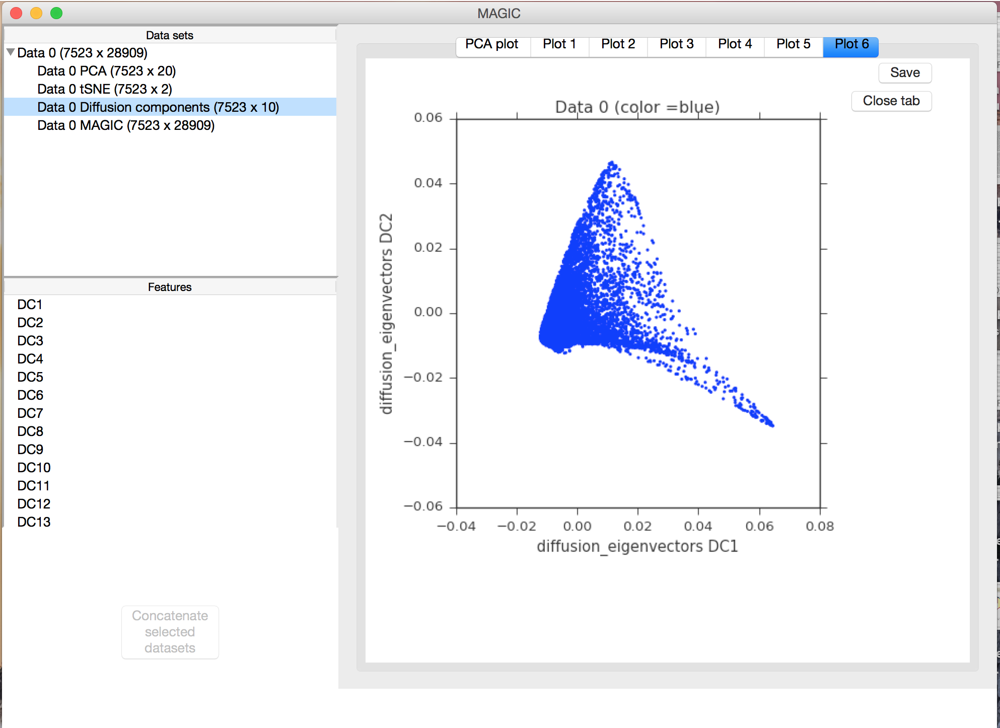 MAGIC
Data sets
Data 0 (7523 x 28909)
Data 0 PCA (7523 x 20)
Data 0 tSNE (7523 x 2)
Data 0 Diffusion components (7523 x 10)
Data 0 MAGIC (7523 x 28909)
Features
DC1
DC2
DC3
DC4
DC5
DC6
DC7
DC8
DC9
DC10
DC11
DC12
DC13
Concatenate
selected
datasets
PCA plot Plot 1 Plot 2 Plot 3 Plot 4 Plot 5 Plot 6
Save
Close tab
Data 0 (color =blue)
0.06
0.04
0.02
0.00
−0.02
−0.04
−0.06
diffusion_eigenvectors DC2
−0.04 −0.02 0.00 0.02 0.04 0.06 0.08
diffusion_eigenvectors DC1